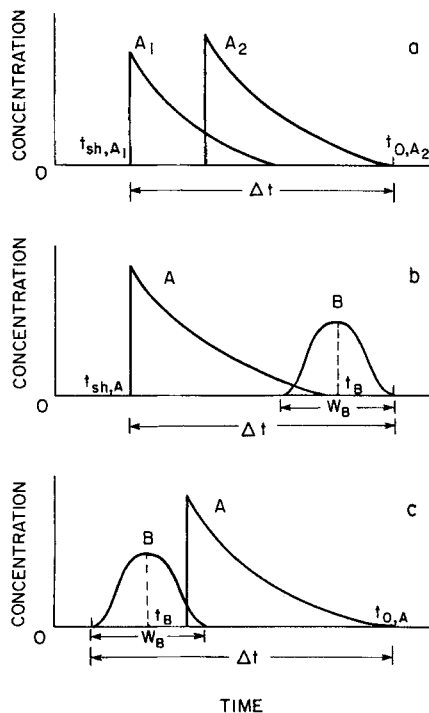 CONCENTRATION
A1 A2 a
tsh,A1 t0,A2
0
Δt
CONCENTRATION
A B b
tsh,A tB
0
WB
Δt
CONCENTRATION
B A c
tB t0,A
0
WB
Δt
TIME